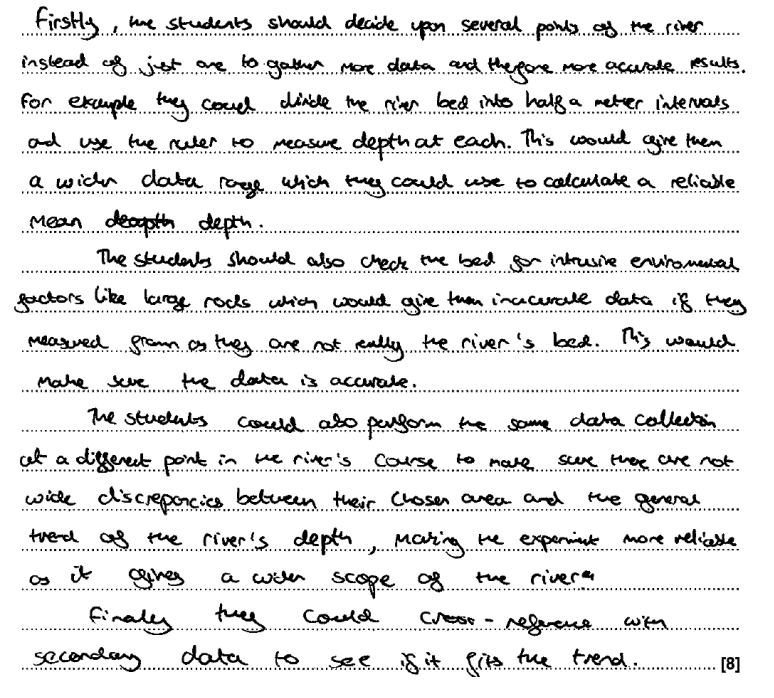 Firstly, the students should decide upon several points of the river
instead of just one to gather more data and therefore more accurate results.
For example they could divide the river bed into half a meter intervals
and use the ruler to measure depth at each. This would give them
a wider data range which they could use to calculate a reliable
mean deapth depth.
The students should also check the bed for intrusive enviromental
factors like large rocks which would give them inaccurate data if they
measured from as they are not really the river's bed. This would
make sure the data is accurate.
The students could also perform the same data collection
at a different point in the river's course to make sure there are not
wide discrepancies between their chosen area and the general
trend of the river's depth, making the experiment more reliable
as it gives a wider scope of the river.
Finally they could cross-reference with
secondary data to see if it fits the trend. [8]